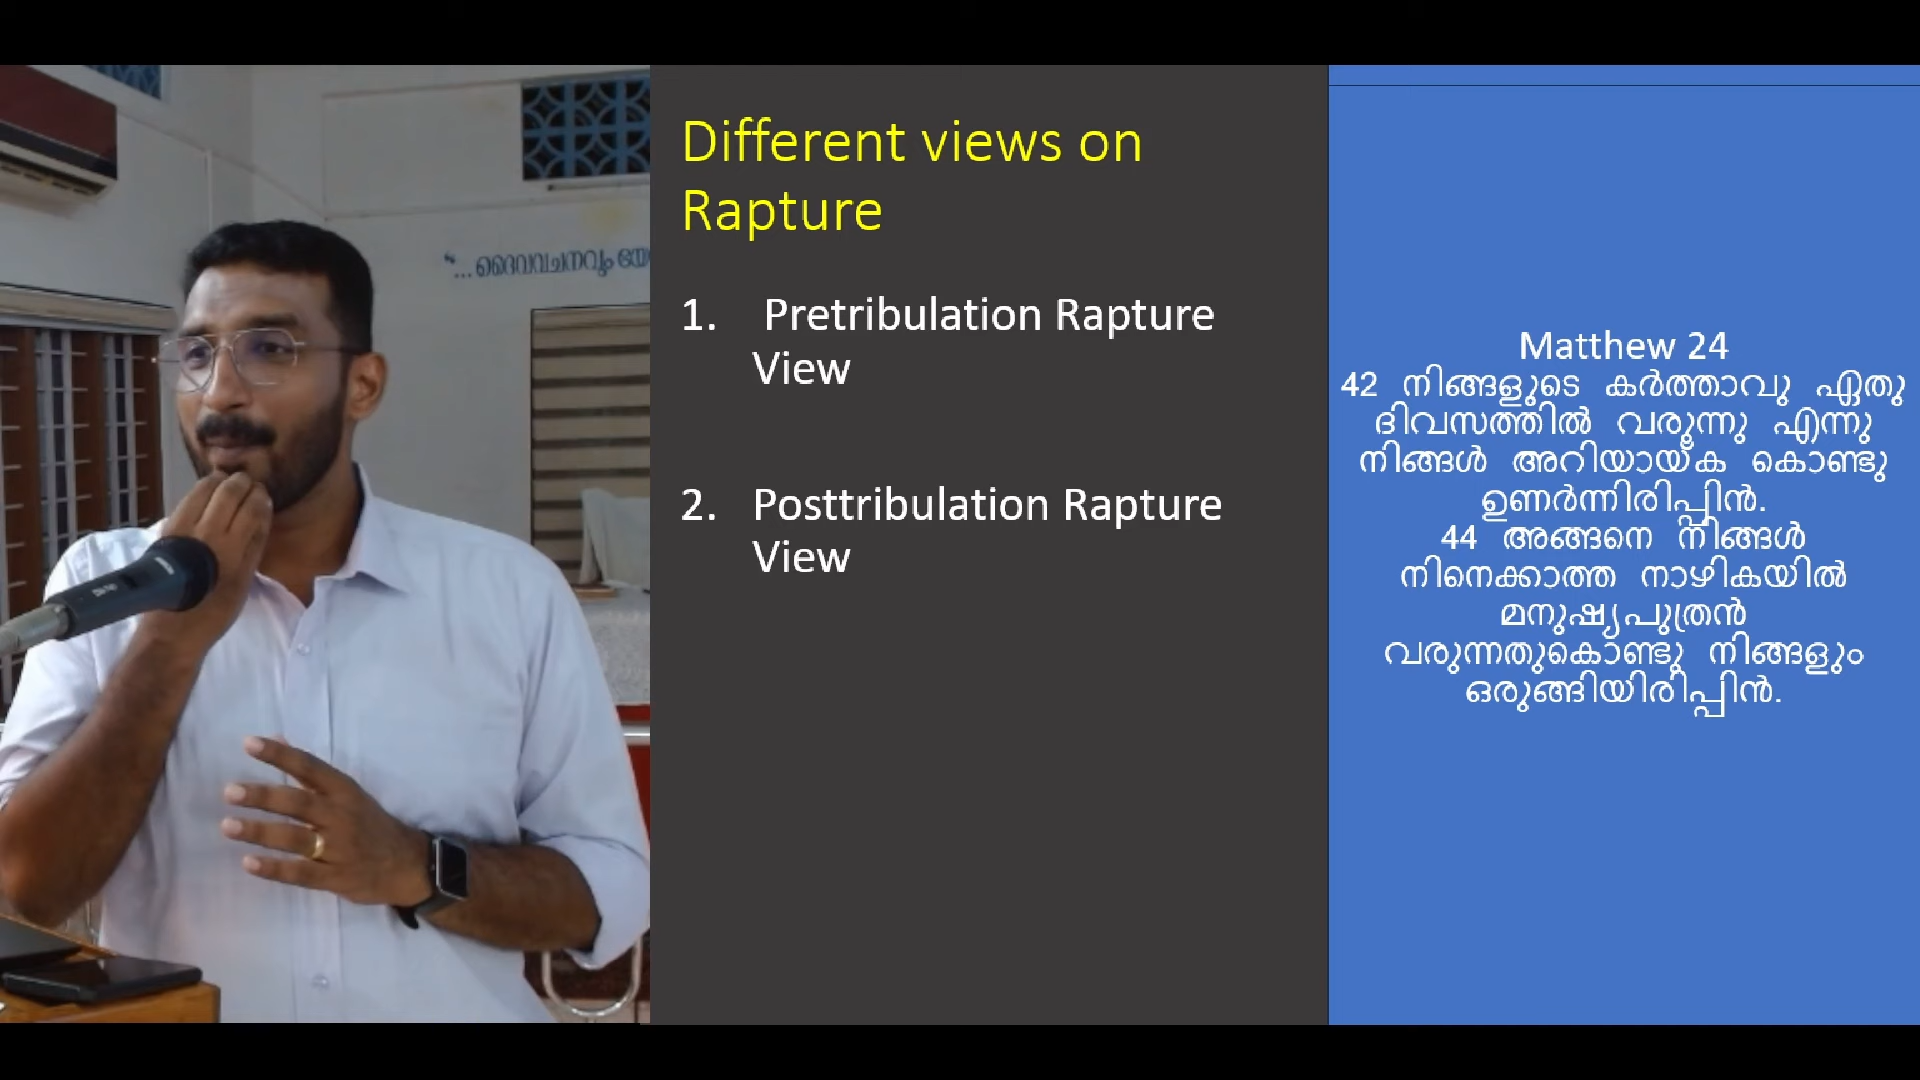 "...ദൈവവചനവും
Different views on
Rapture
1. Pretribulation Rapture
View
2. Posttribulation Rapture
View
Matthew 24
42 നിങ്ങളുടെ കർത്താവു ഏതു
ദിവസത്തിൽ വരുന്നു എന്നു
നിങ്ങൾ അറിയായ്ക കൊണ്ടു
ഉണർന്നിരിപ്പിൻ.
44 അങ്ങനെ നിങ്ങൾ
നിനെക്കാത്ത നാഴികയിൽ
മനുഷ്യപുത്രൻ
വരുന്നതുകൊണ്ടു നിങ്ങളും
ഒരുങ്ങിയിരിപ്പിൻ.